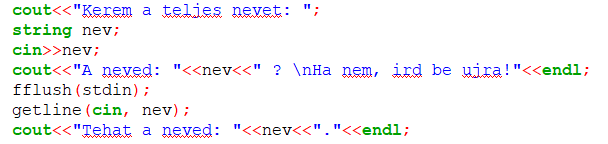 cout<<"Kerem a teljes nevet: ";
string nev;
cin>>nev;
cout<<"A neved: "<<nev<<" ? \nHa nem, ird be ujra!"<<endl;
fflush(stdin);
getline(cin, nev);
cout<<"Tehat a neved: "<<nev<<"."<<endl;